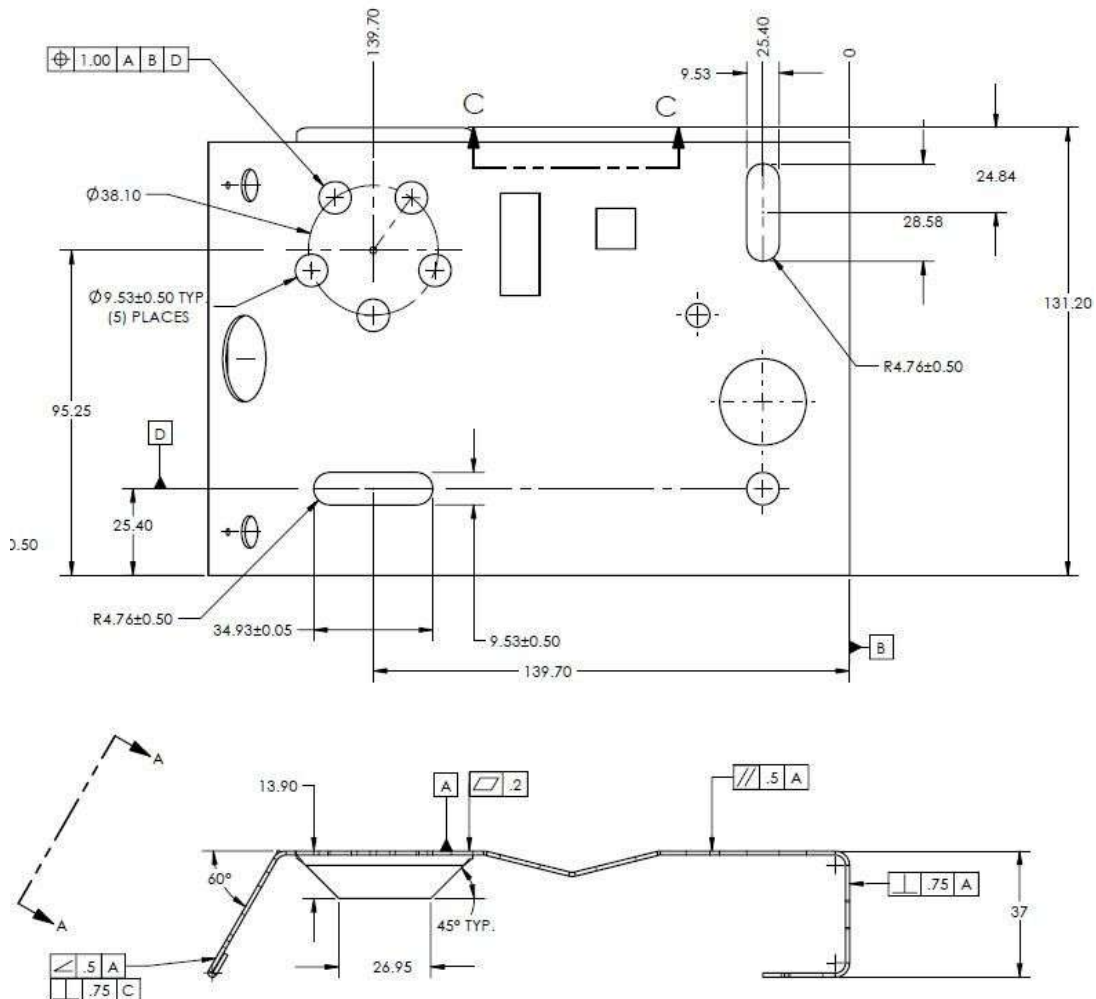 139.70
25.40
0
⌖ 1.00 A B D
9.53
C C
Ø38.10
24.84
28.58
Ø9.53±0.50 TYP.
(5) PLACES
131.20
R4.76±0.50
95.25
D
25.40
0.50
R4.76±0.50
34.93±0.05
9.53±0.50
B
139.70
A
13.90
A
⏥ .2
// .5 A
60°
⊥ .75 A
37
A
45° TYP.
∠ .5 A
26.95
.75 C